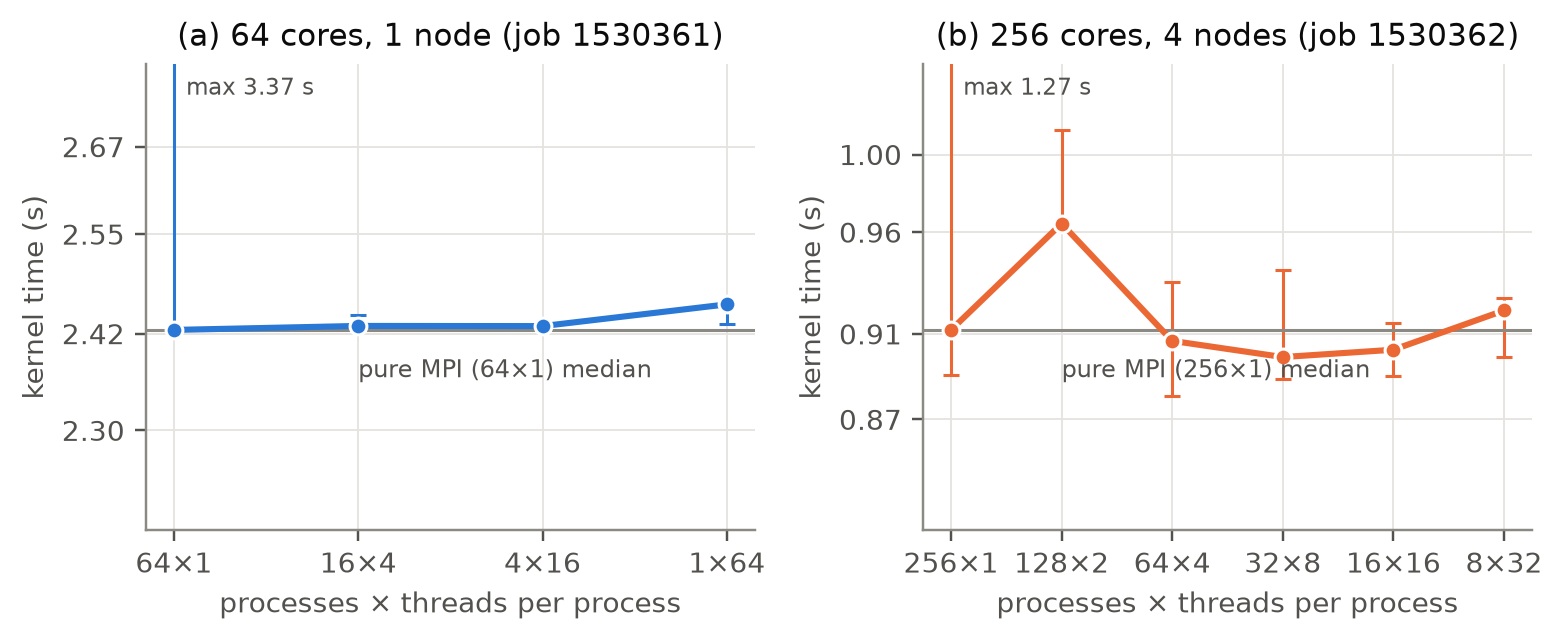 (a) 64 cores, 1 node (job 1530361)
max 3.37 s
2.67
2.55
2.42
2.30
kernel time (s)
pure MPI (64×1) median
64×1
16×4
4×16
1×64
processes × threads per process
(b) 256 cores, 4 nodes (job 1530362)
max 1.27 s
1.00
0.96
0.91
0.87
kernel time (s)
pure MPI (256×1) median
256×1
128×2
64×4
32×8
16×16
8×32
processes × threads per process